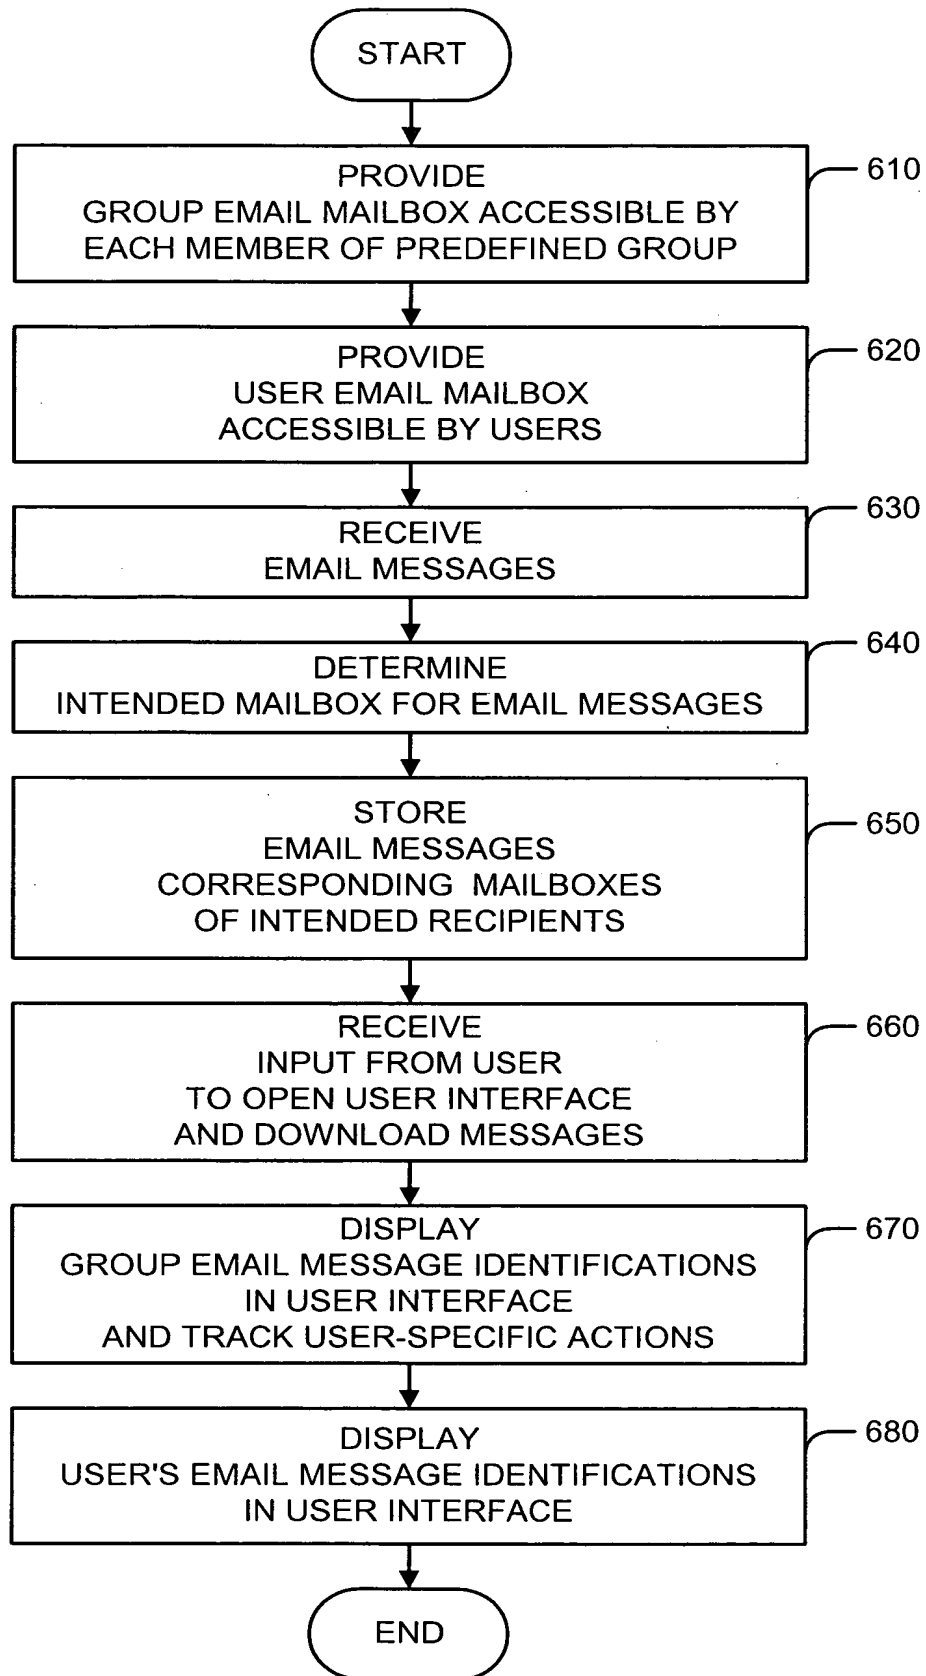 START
PROVIDE
GROUP EMAIL MAILBOX ACCESSIBLE BY
EACH MEMBER OF PREDEFINED GROUP
610
PROVIDE
USER EMAIL MAILBOX
ACCESSIBLE BY USERS
620
RECEIVE
EMAIL MESSAGES
630
DETERMINE
INTENDED MAILBOX FOR EMAIL MESSAGES
640
STORE
EMAIL MESSAGES
CORRESPONDING MAILBOXES
OF INTENDED RECIPIENTS
650
RECEIVE
INPUT FROM USER
TO OPEN USER INTERFACE
AND DOWNLOAD MESSAGES
660
DISPLAY
GROUP EMAIL MESSAGE IDENTIFICATIONS
IN USER INTERFACE
AND TRACK USER-SPECIFIC ACTIONS
670
DISPLAY
USER'S EMAIL MESSAGE IDENTIFICATIONS
IN USER INTERFACE
680
END